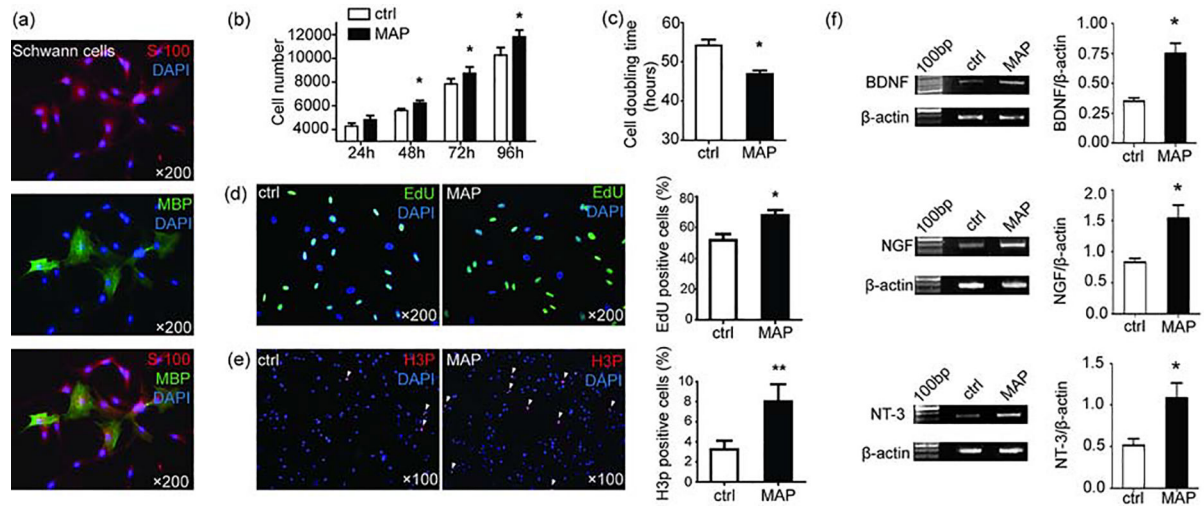 (a)
Schwann cells
S-100
DAPI
×200
MBP
DAPI
×200
S-100
MBP
DAPI
×200
(b)
ctrl
MAP
Cell number
12000
10000
8000
6000
4000
24h
48h
72h
96h
*
*
*
(c)
Cell doubling time
(hours)
60
50
40
30
*
ctrl
MAP
(d)
ctrl
EdU
DAPI
×200
MAP
EdU
DAPI
×200
EdU positive cells (%)
80
60
40
20
0
*
ctrl
MAP
(e)
ctrl
H3P
DAPI
×100
MAP
H3P
DAPI
×100
H3p positive cells (%)
8
6
4
2
0
**
ctrl
MAP
(f)
100bp
ctrl
MAP
BDNF
β-actin
BDNF/β-actin
1.00
0.75
0.50
0.25
0.00
*
ctrl
MAP
100bp
ctrl
MAP
NGF
β-actin
NGF/β-actin
2.0
1.5
1.0
0.5
0.0
*
ctrl
MAP
100bp
ctrl
MAP
NT-3
β-actin
NT-3/β-actin
1.5
1.0
0.5
0.0
*
ctrl
MAP